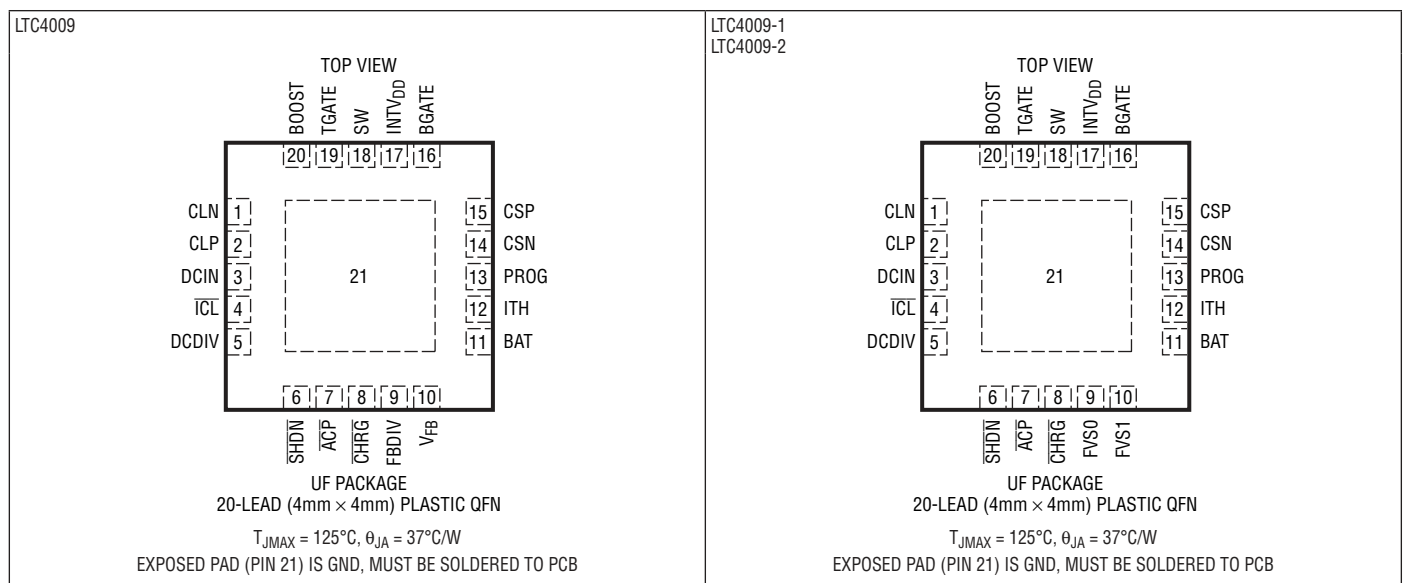 LTC4009
TOP VIEW
BOOST
TGATE
SW
INTVDD
BGATE
20 19 18 17 16
CLN 1
CLP 2
DCIN 3
ICL 4
DCDIV 5
21
15 CSP
14 CSN
13 PROG
12 ITH
11 BAT
6 7 8 9 10
SHDN
ACP
CHRG
FBDIV
VFB
UF PACKAGE
20-LEAD (4mm × 4mm) PLASTIC QFN
TJMAX = 125°C, θJA = 37°C/W
EXPOSED PAD (PIN 21) IS GND, MUST BE SOLDERED TO PCB
LTC4009-1
LTC4009-2
TOP VIEW
BOOST
TGATE
SW
INTVDD
BGATE
20 19 18 17 16
CLN 1
CLP 2
DCIN 3
ICL 4
DCDIV 5
21
15 CSP
14 CSN
13 PROG
12 ITH
11 BAT
6 7 8 9 10
SHDN
ACP
CHRG
FVS0
FVS1
UF PACKAGE
20-LEAD (4mm × 4mm) PLASTIC QFN
TJMAX = 125°C, θJA = 37°C/W
EXPOSED PAD (PIN 21) IS GND, MUST BE SOLDERED TO PCB